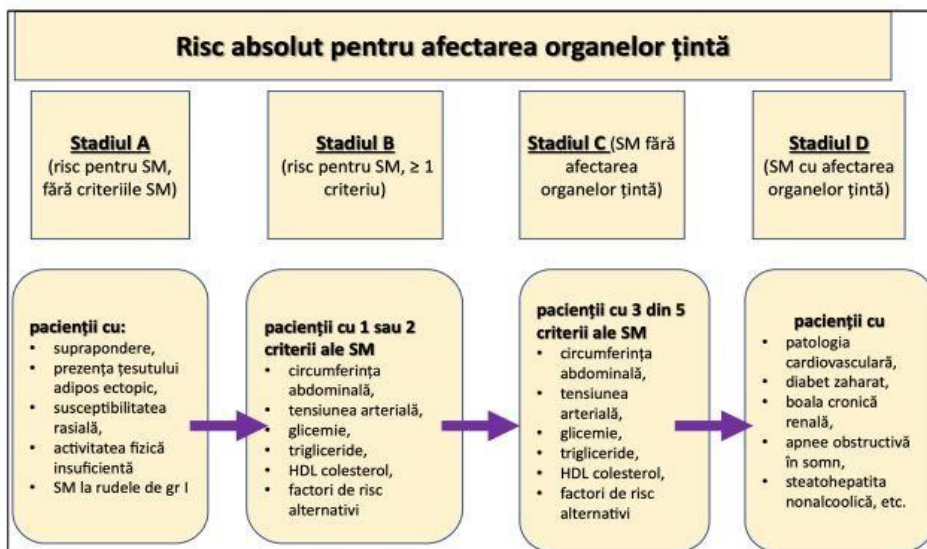 Risc absolut pentru afectarea organelor țintă
Stadiul A
(risc pentru SM,
fără criteriile SM)
Stadiul B
(risc pentru SM, ≥ 1
criteriu)
Stadiul C (SM fără
afectarea
organelor țintă)
Stadiul D
(SM cu afectarea
organelor țintă)
pacienții cu:
• suprapondere,
• prezența țesutului
adipos ectopic,
• susceptibilitatea
rasială,
• activitatea fizică
insuficientă
• SM la rudele de gr I
pacienții cu 1 sau 2
criterii ale SM
• circumferința
abdominală,
• tensiunea arterială,
• glicemie,
• trigliceride,
• HDL colesterol,
• factori de risc
alternativi
pacienții cu 3 din 5
criterii ale SM
• circumferința
abdominală,
• tensiunea
arterială,
• glicemie,
• trigliceride,
• HDL colesterol,
• factori de risc
alternativi
pacienții cu
• patologia
cardiovasculară,
• diabet zaharat,
• boala cronică
renală,
• apnee obstructivă
în somn,
• steatohepatita
nonalcoolică, etc.